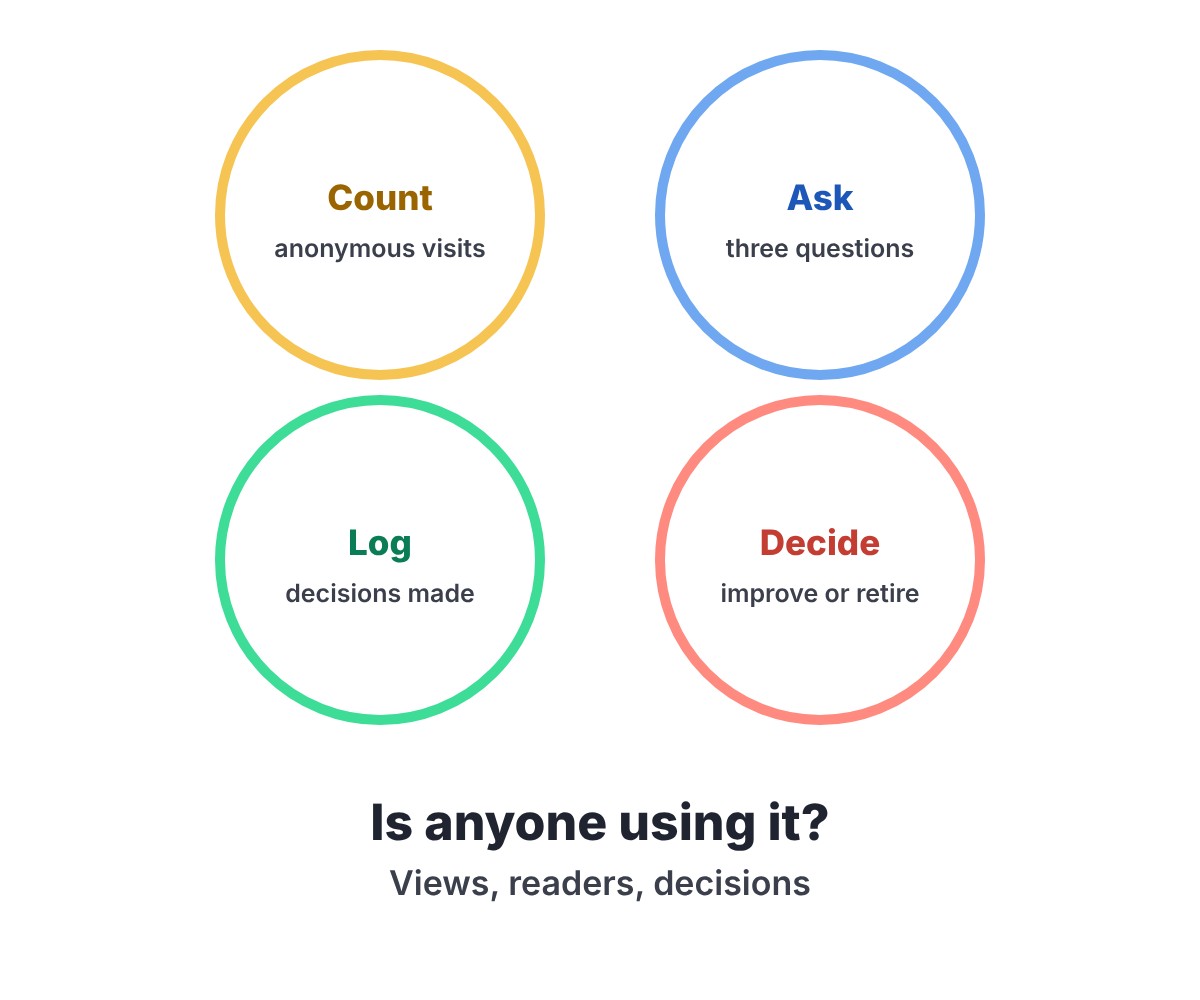 Count
anonymous visits
Ask
three questions
Log
decisions made
Decide
improve or retire
Is anyone using it?
Views, readers, decisions